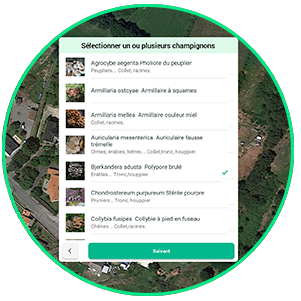 Sélectionner un ou plusieurs champignons
Agrocybe aegerita Pholiote du peuplier
Peupliers... Collet, racines.
Armillaria ostoyae Armillaire à squames
Armillaria mellea Armillaire couleur miel
Collet, racines.
Auricularia mesenterica Auriculaire fausse
trémelle
Ormes, érables, hêtres... Collet, tronc, houppier.
Bjerkandera adusta Polypore brulé
Erables... Tronc, houppier.
Chondrostereum purpureum Stérée pourpre
Pruniers... Tronc, houppier.
Collybia fusipes Collybie à pied en fuseau
Chênes... Collet, racines.
Suivant